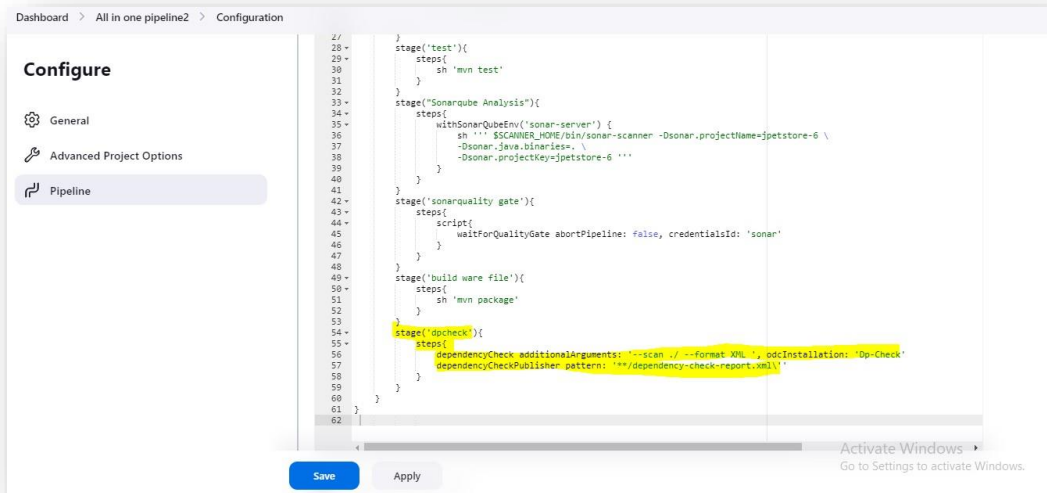 Dashboard > All in one pipeline2 > Configuration
Configure
General
Advanced Project Options
Pipeline
27 }
28 stage('test'){
29 steps{
30 sh 'mvn test'
31 }
32 }
33 stage("Sonarqube Analysis"){
34 steps{
35 withSonarQubeEnv('sonar-server') {
36 sh ''' $SCANNER_HOME/bin/sonar-scanner -Dsonar.projectName=jpetstore-6 \
37 -Dsonar.java.binaries=. \
38 -Dsonar.projectKey=jpetstore-6 '''
39 }
40 }
41 }
42 stage('sonarquality gate'){
43 steps{
44 script{
45 waitForQualityGate abortPipeline: false, credentialsId: 'sonar'
46 }
47 }
48 }
49 stage('build ware file'){
50 steps{
51 sh 'mvn package'
52 }
53 }
54 stage('dpcheck'){
55 steps{
56 dependencyCheck additionalArguments: '--scan ./ --format XML ', odcInstallation: 'Dp-Check'
57 dependencyCheckPublisher pattern: '**/dependency-check-report.xml\''
58 }
59 }
60 }
61 }
62
Save
Apply
Activate Windows
Go to Settings to activate Windows.